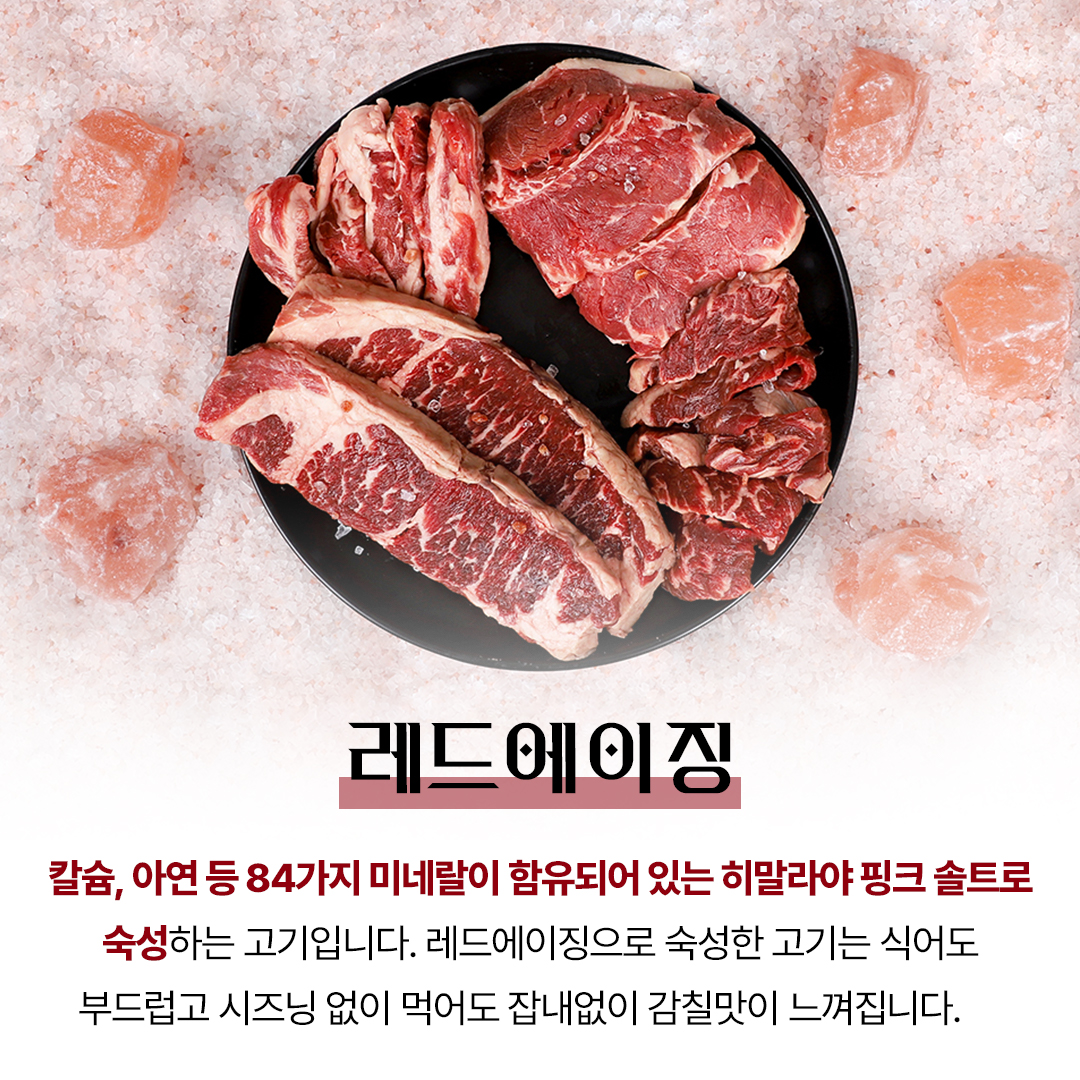 레드에이징
칼슘, 아연 등 84가지 미네랄이 함유되어 있는 히말라야 핑크 솔트로
숙성하는 고기입니다. 레드에이징으로 숙성한 고기는 식어도
부드럽고 시즈닝 없이 먹어도 잡내없이 감칠맛이 느껴집니다.